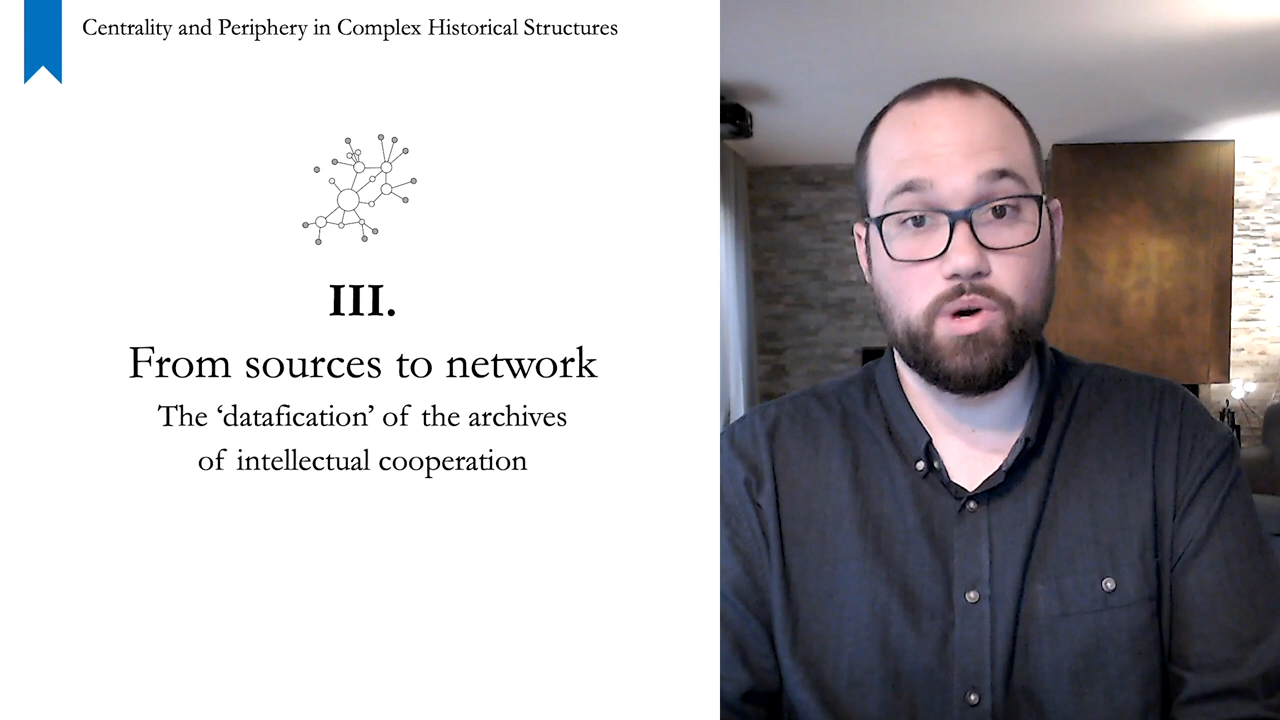 Centrality and Periphery in Complex Historical Structures
III.
From sources to network
The ‘datafication’ of the archives
of intellectual cooperation